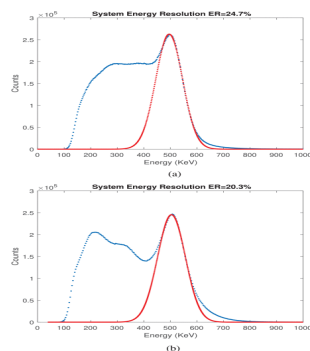 System Energy Resolution ER=24.7%
×10⁶
3
2.5
2
1.5
1
0.5
0
Counts
0 100 200 300 400 500 600 700 800 900 1000
Energy (KeV)
(a)
System Energy Resolution ER=20.3%
3
2.5
2
1.5
1
0.5
0
Counts
0 100 200 300 400 500 600 700 800 900 1000
Energy (KeV)
(b)